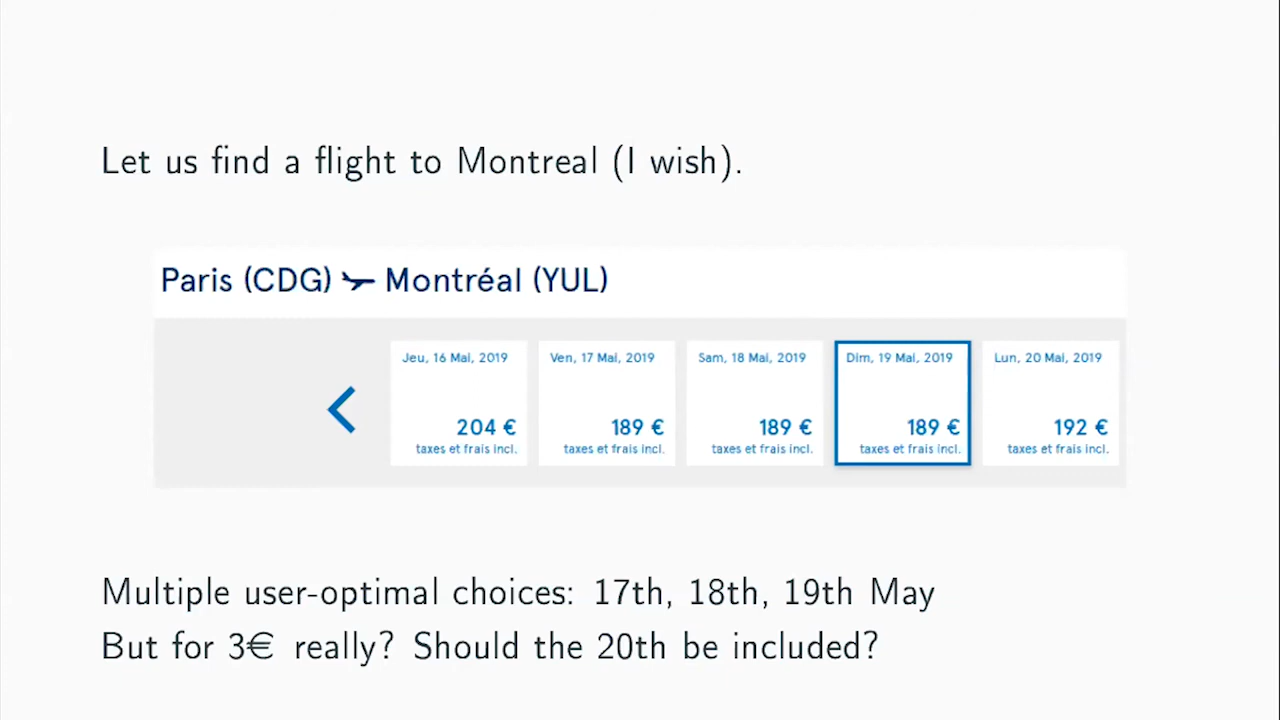 Let us find a flight to Montreal (I wish).
Paris (CDG) Montréal (YUL)
Jeu, 16 Mai, 2019 Ven, 17 Mai, 2019 Sam, 18 Mai, 2019 Dim, 19 Mai, 2019 Lun, 20 Mai, 2019
204 € 189 € 189 € 189 € 192 €
taxes et frais incl. taxes et frais incl. taxes et frais incl. taxes et frais incl. taxes et frais incl.
Multiple user-optimal choices: 17th, 18th, 19th May
But for 3€ really? Should the 20th be included?